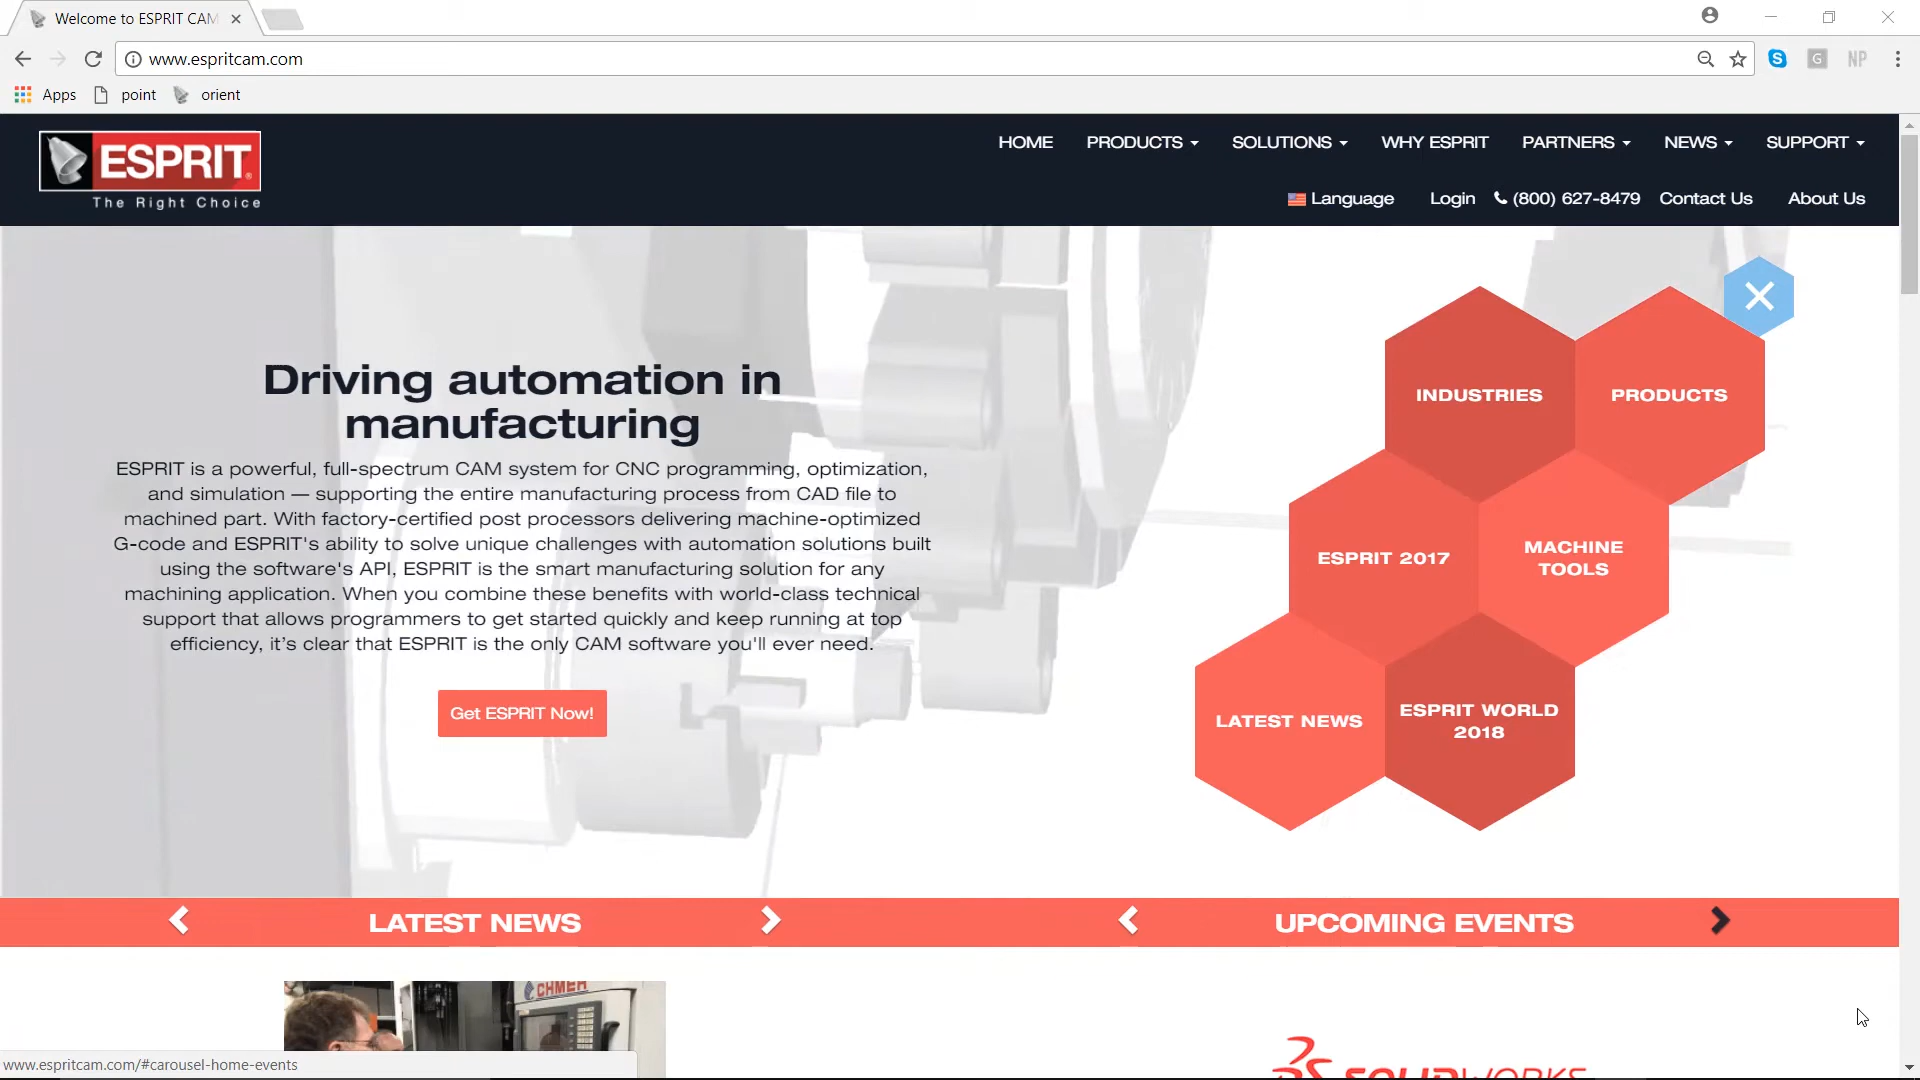 Welcome to ESPRIT CAM
www.espritcam.com
G
NP
Apps
point
orient
ESPRIT
The Right Choice
HOME
PRODUCTS
SOLUTIONS
WHY ESPRIT
PARTNERS
NEWS
SUPPORT
Language
Login
(800) 627-8479
Contact Us
About Us
Driving automation in
manufacturing
ESPRIT is a powerful, full-spectrum CAM system for CNC programming, optimization,
and simulation — supporting the entire manufacturing process from CAD file to
machined part. With factory-certified post processors delivering machine-optimized
G-code and ESPRIT's ability to solve unique challenges with automation solutions built
using the software's API, ESPRIT is the smart manufacturing solution for any
machining application. When you combine these benefits with world-class technical
support that allows programmers to get started quickly and keep running at top
efficiency, it’s clear that ESPRIT is the only CAM software you'll ever need.
Get ESPRIT Now!
INDUSTRIES
PRODUCTS
ESPRIT 2017
MACHINE
TOOLS
LATEST NEWS
ESPRIT WORLD
2018
LATEST NEWS
UPCOMING EVENTS
CHMER
SOLIDWORKS
www.espritcam.com/#carousel-home-events